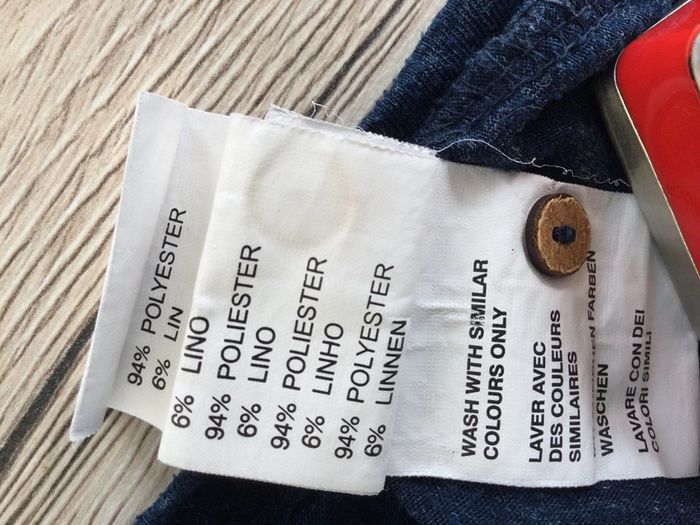 94% POLYESTER
6% LIN
6% LINO
94% POLIESTER
6% LINO
94% POLIESTER
6% LINHO
94% POLYESTER
6% LINNEN
WASH WITH SIMILAR
COLOURS ONLY
LAVER AVEC
DES COULEURS
SIMILAIRES
FARBEN
WASCHEN
LAVARE CON DEI
COLORI SIMILI